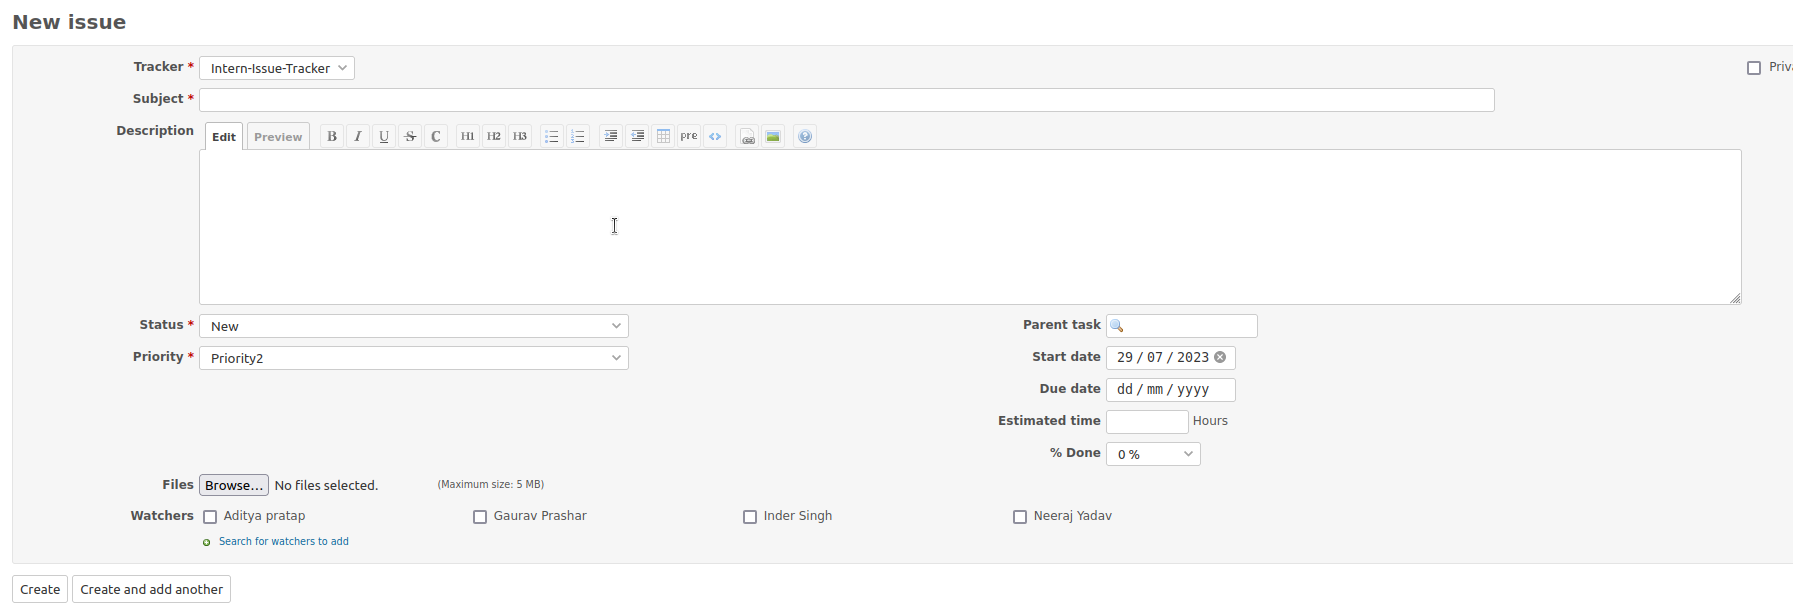 New issue
Tracker * Intern-Issue-Tracker
Subject *
Description Edit Preview B I U S C H1 H2 H3 pre <>
Status * New Parent task
Priority * Priority2 Start date 29 / 07 / 2023
Due date dd / mm / yyyy
Estimated time Hours
% Done 0 %
Files Browse... No files selected. (Maximum size: 5 MB)
Watchers Aditya pratap Gaurav Prashar Inder Singh Neeraj Yadav
Search for watchers to add
Create Create and add another